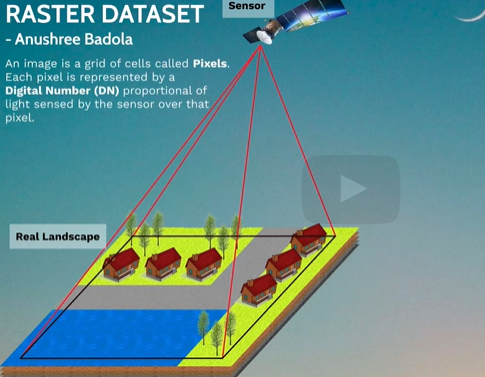 Sensor
RASTER DATASET
- Anushree Badola
An image is a grid of cells called Pixels.
Each pixel is represented by a
Digital Number (DN) proportional of
light sensed by the sensor over that
pixel.
Real Landscape